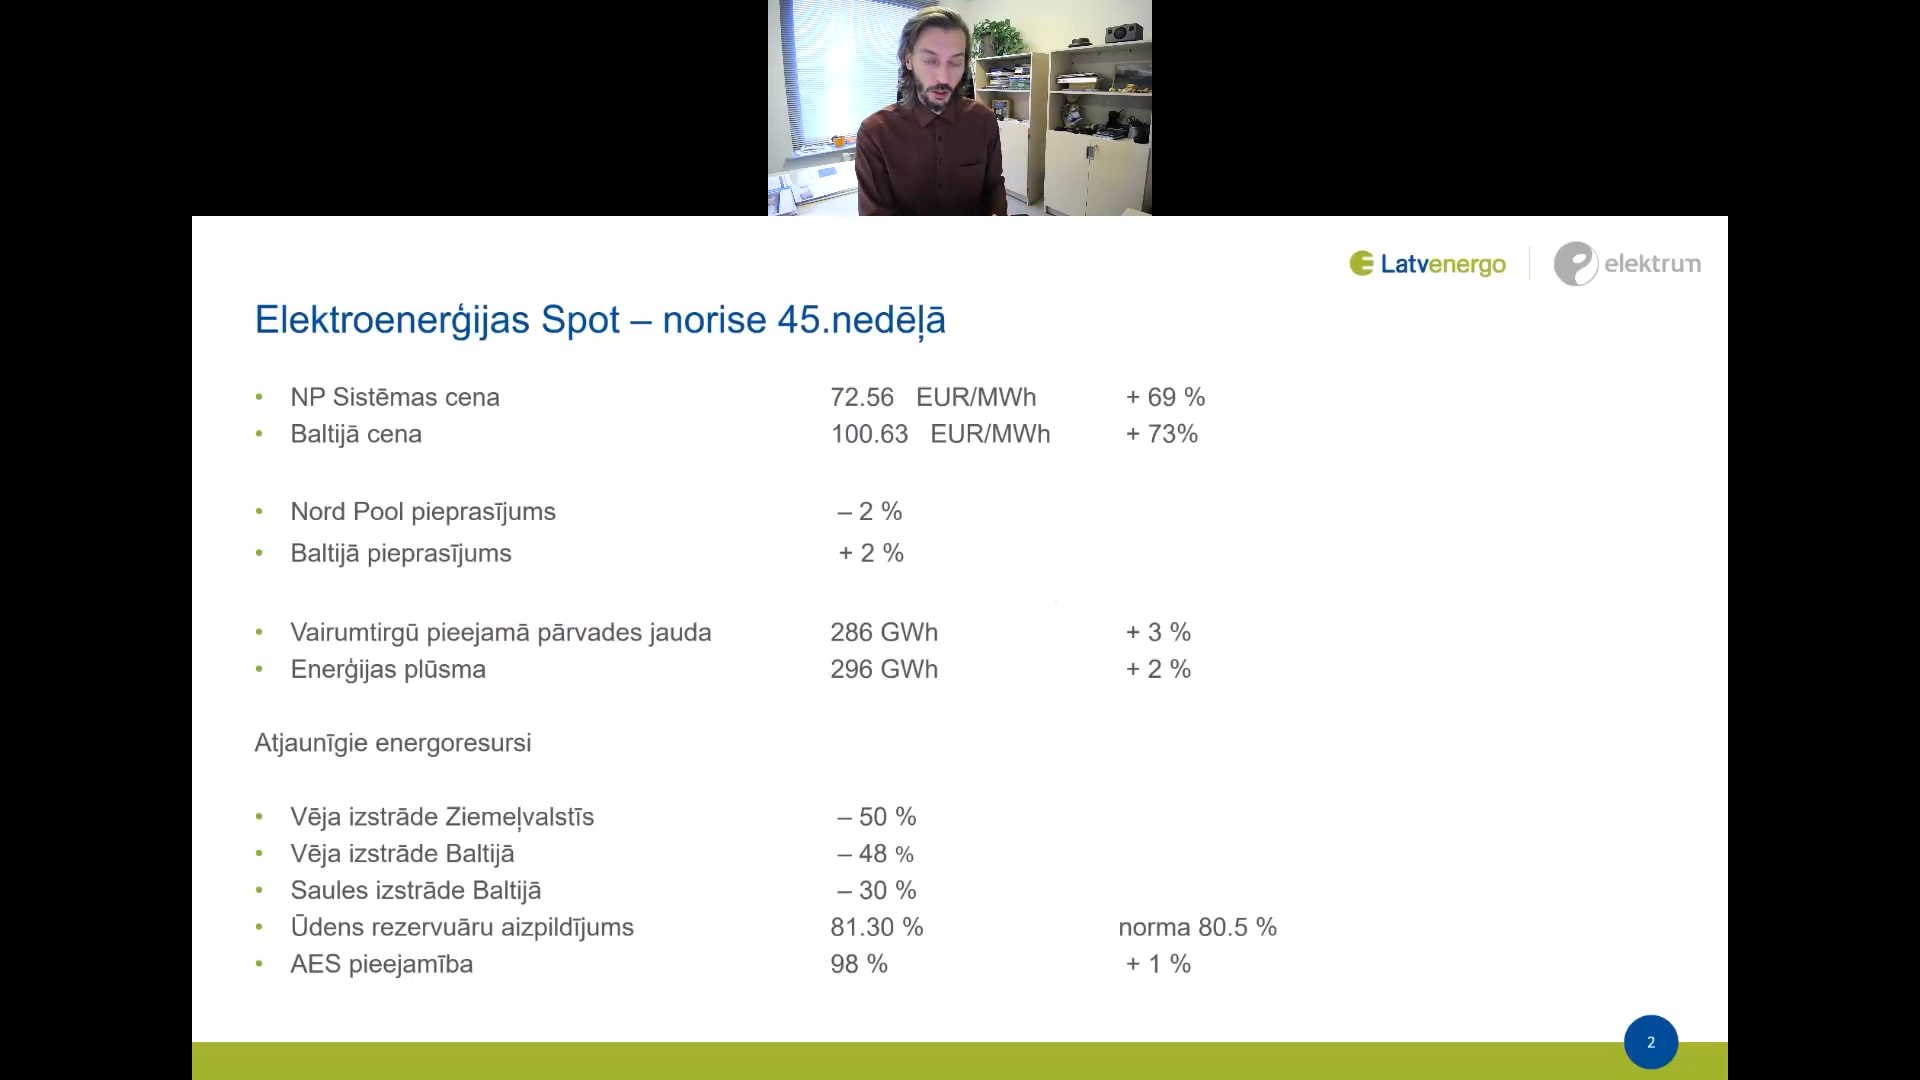 Latvenergo elektrum
Elektroenerģijas Spot – norise 45.nedēļā
• NP Sistēmas cena 72.56 EUR/MWh + 69 %
• Baltijā cena 100.63 EUR/MWh + 73%
• Nord Pool pieprasījums – 2 %
• Baltijā pieprasījums + 2 %
• Vairumtirgū pieejamā pārvades jauda 286 GWh + 3 %
• Enerģijas plūsma 296 GWh + 2 %
Atjaunīgie energoresursi
• Vēja izstrāde Ziemeļvalstīs – 50 %
• Vēja izstrāde Baltijā – 48 %
• Saules izstrāde Baltijā – 30 %
• Ūdens rezervuāru aizpildījums 81.30 % norma 80.5 %
• AES pieejamība 98 % + 1 %
2